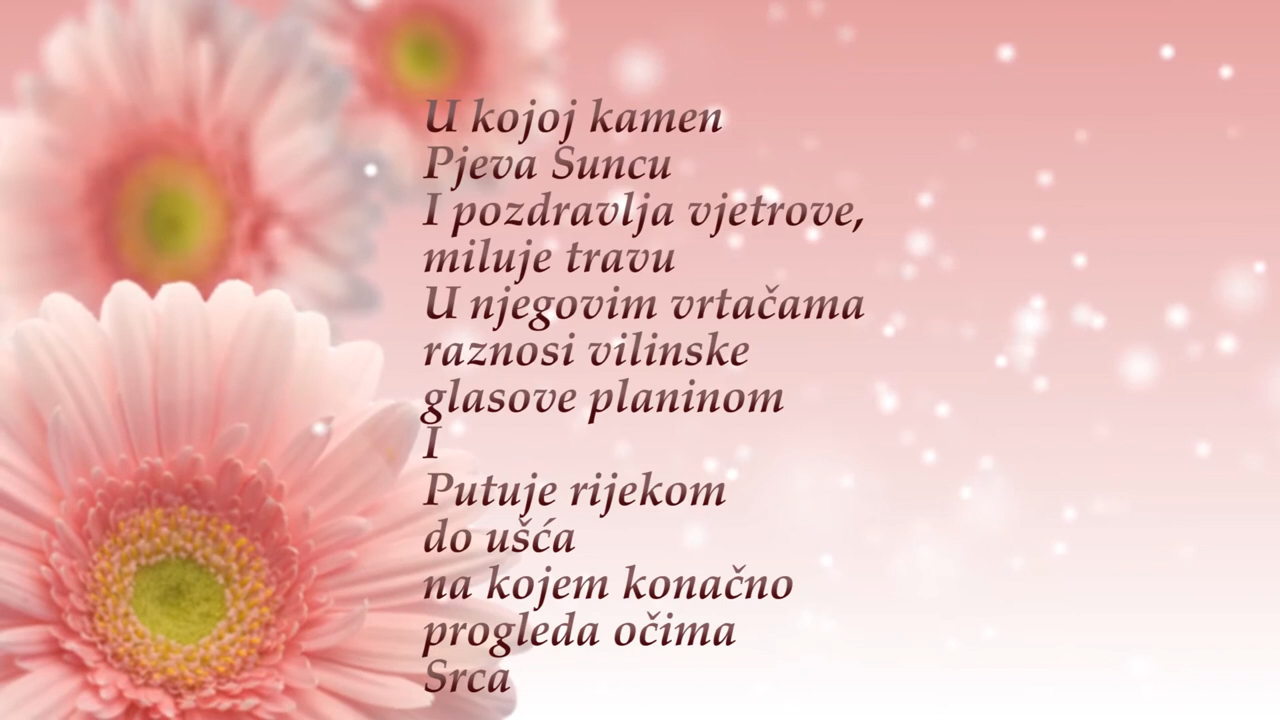 U kojoj kamen
Pjeva Suncu
I pozdravlja vjetrove,
miluje travu
U njegovim vrtačama
raznosi vilinske
glasove planinom
I
Putuje rijekom
do ušća
na kojem konačno
progleda očima
Srca